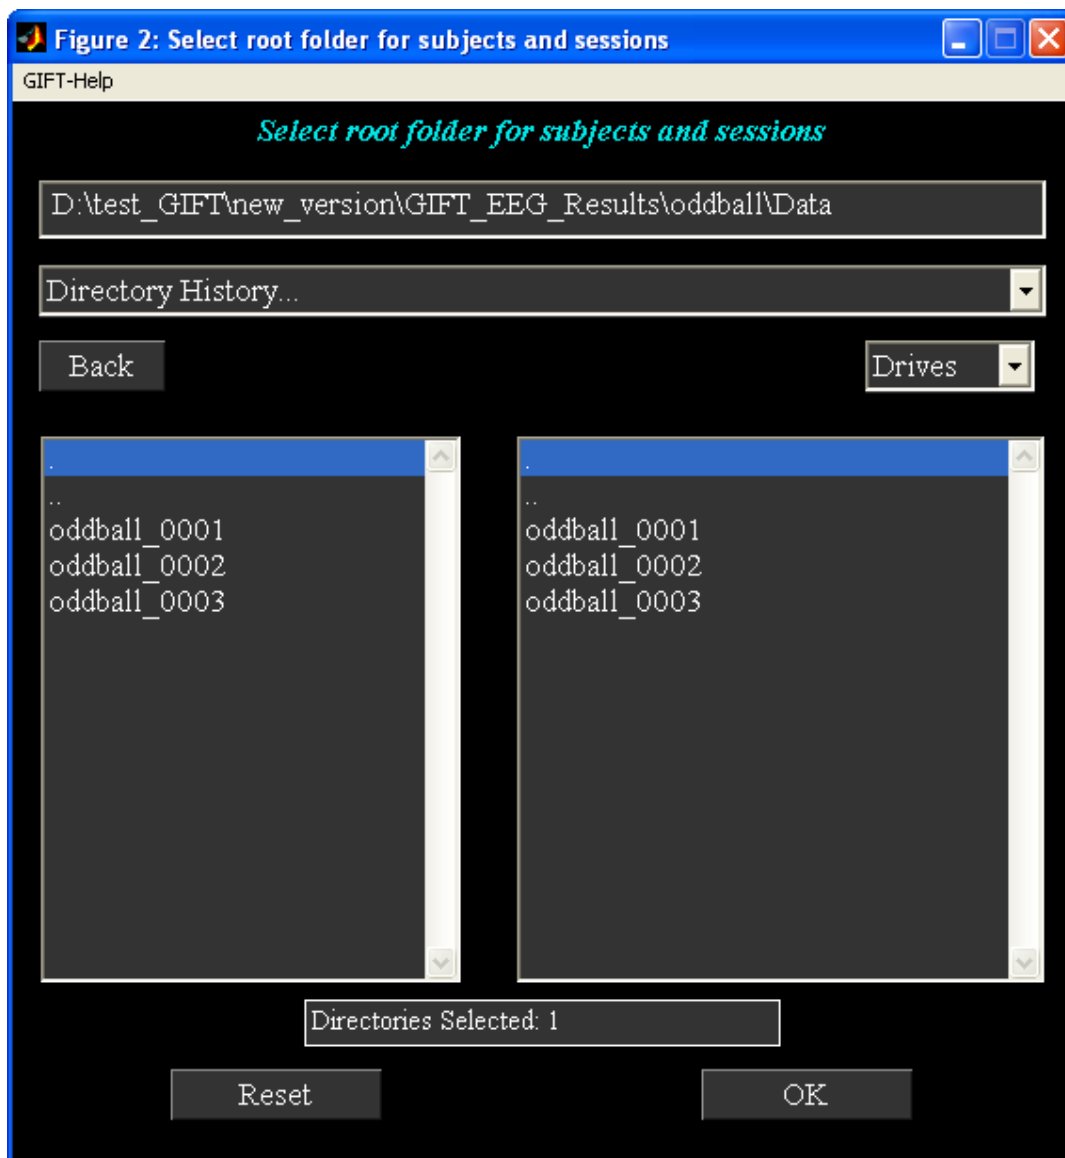 Figure 2: Select root folder for subjects and sessions
GIFT-Help
Select root folder for subjects and sessions
D:\test_GIFT\new_version\GIFT_EEG_Results\oddball\Data
Directory History...
Back
Drives
.
..
oddball_0001
oddball_0002
oddball_0003
.
..
oddball_0001
oddball_0002
oddball_0003
Directories Selected: 1
Reset
OK